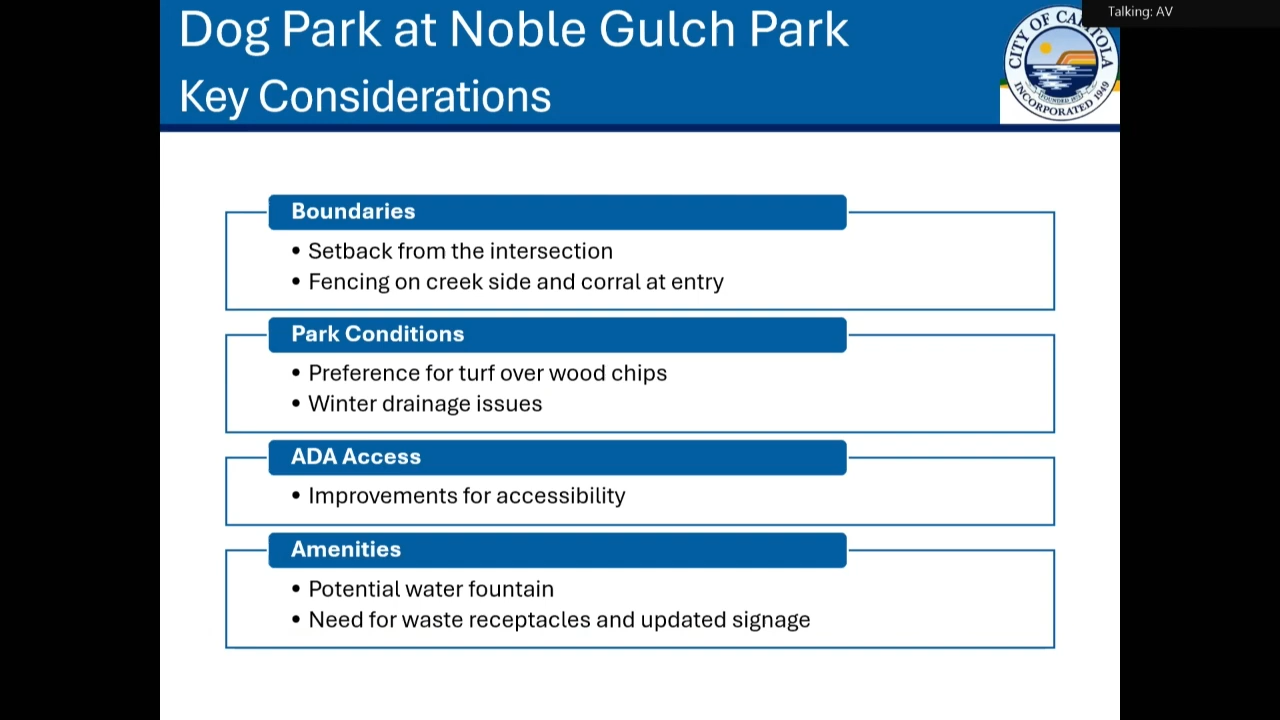 Talking: AV
Dog Park at Noble Gulch Park
Key Considerations
CITY OF CAPITOLA
INCORPORATED 1949
Boundaries
• Setback from the intersection
• Fencing on creek side and corral at entry
Park Conditions
• Preference for turf over wood chips
• Winter drainage issues
ADA Access
• Improvements for accessibility
Amenities
• Potential water fountain
• Need for waste receptacles and updated signage